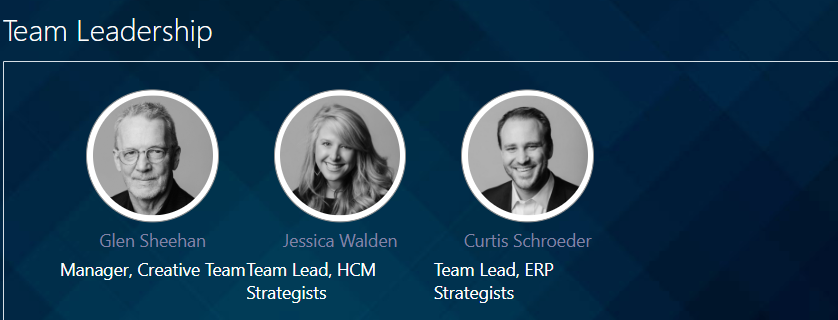 Team Leadership
Glen Sheehan
Jessica Walden
Curtis Schroeder
Manager, Creative Team
Team Lead, HCM
Strategists
Team Lead, ERP
Strategists